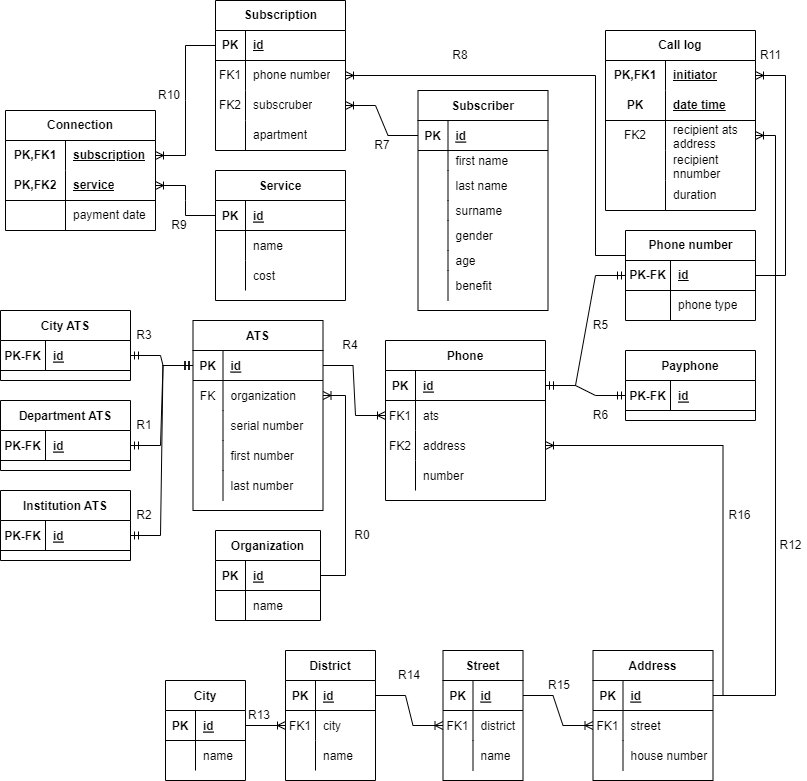 Subscription
PK id
FK1 phone number
FK2 subscruber
apartment
R8
R10
R7
Call log
PK,FK1 initiator
PK date time
FK2 recipient ats
address
recipient
nnumber
duration
R11
Subscriber
PK id
first name
last name
surname
gender
age
benefit
Connection
PK,FK1 subscription
PK,FK2 service
payment date
R9
Service
PK id
name
cost
Phone number
PK-FK id
phone type
R5
City ATS
PK-FK id
R3
ATS
PK id
FK organization
serial number
first number
last number
R4
Phone
PK id
FK1 ats
FK2 address
number
Payphone
PK-FK id
R6
Department ATS
PK-FK id
R1
Institution ATS
PK-FK id
R2
R16
R12
R0
Organization
PK id
name
City
PK id
name
R13
District
PK id
FK1 city
name
R14
Street
PK id
FK1 district
name
R15
Address
PK id
FK1 street
house number